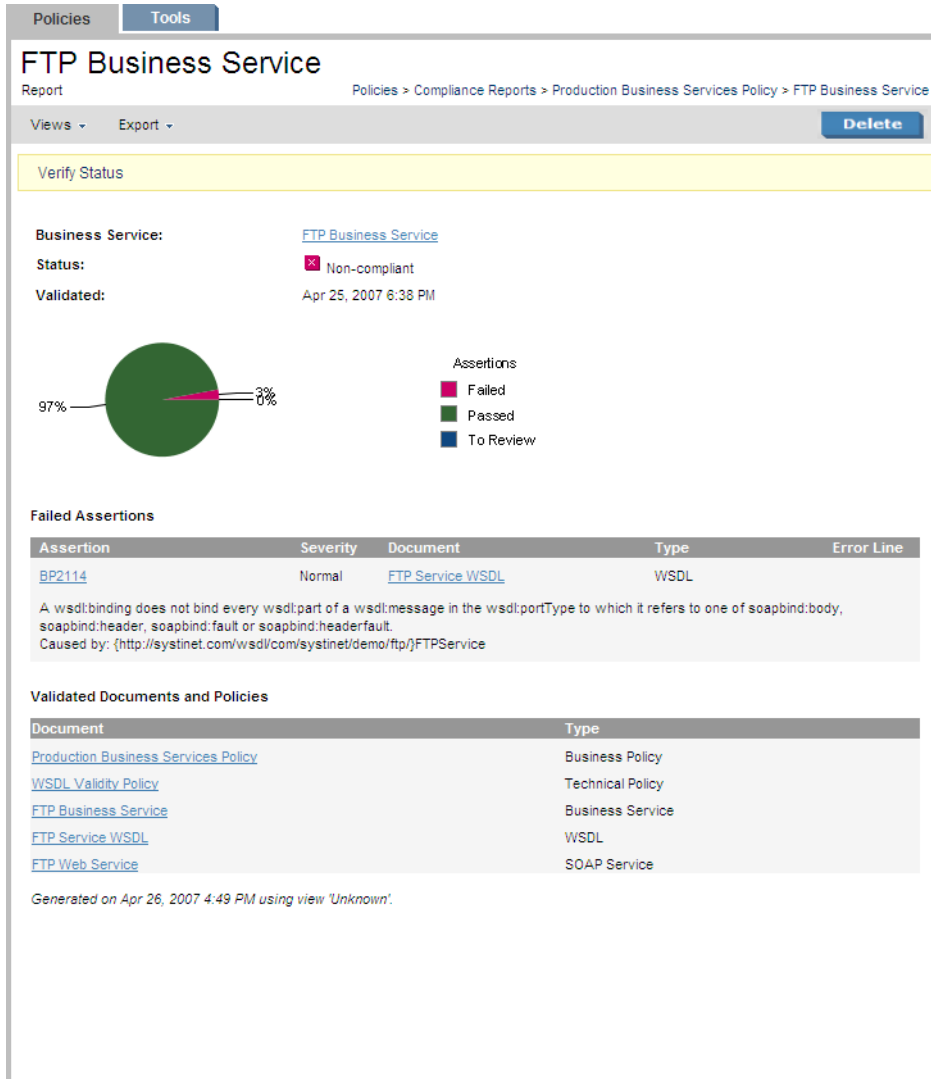 Policies Tools
FTP Business Service
Report Policies > Compliance Reports > Production Business Services Policy > FTP Business Service
Views Export Delete
Verify Status
Business Service: FTP Business Service
Status: Non-compliant
Validated: Apr 25, 2007 6:38 PM
Assertions
Failed
Passed
To Review
97% 3%
0%
Failed Assertions
Assertion Severity Document Type Error Line
BP2114 Normal FTP Service WSDL WSDL
A wsdl:binding does not bind every wsdl:part of a wsdl:message in the wsdl:portType to which it refers to one of soapbind:body,
soapbind:header, soapbind:fault or soapbind:headerfault.
Caused by: {http://systinet.com/wsdl/com/systinet/demo/ftp/}FTPService
Validated Documents and Policies
Document Type
Production Business Services Policy Business Policy
WSDL Validity Policy Technical Policy
FTP Business Service Business Service
FTP Service WSDL WSDL
FTP Web Service SOAP Service
Generated on Apr 26, 2007 4:49 PM using view 'Unknown'.